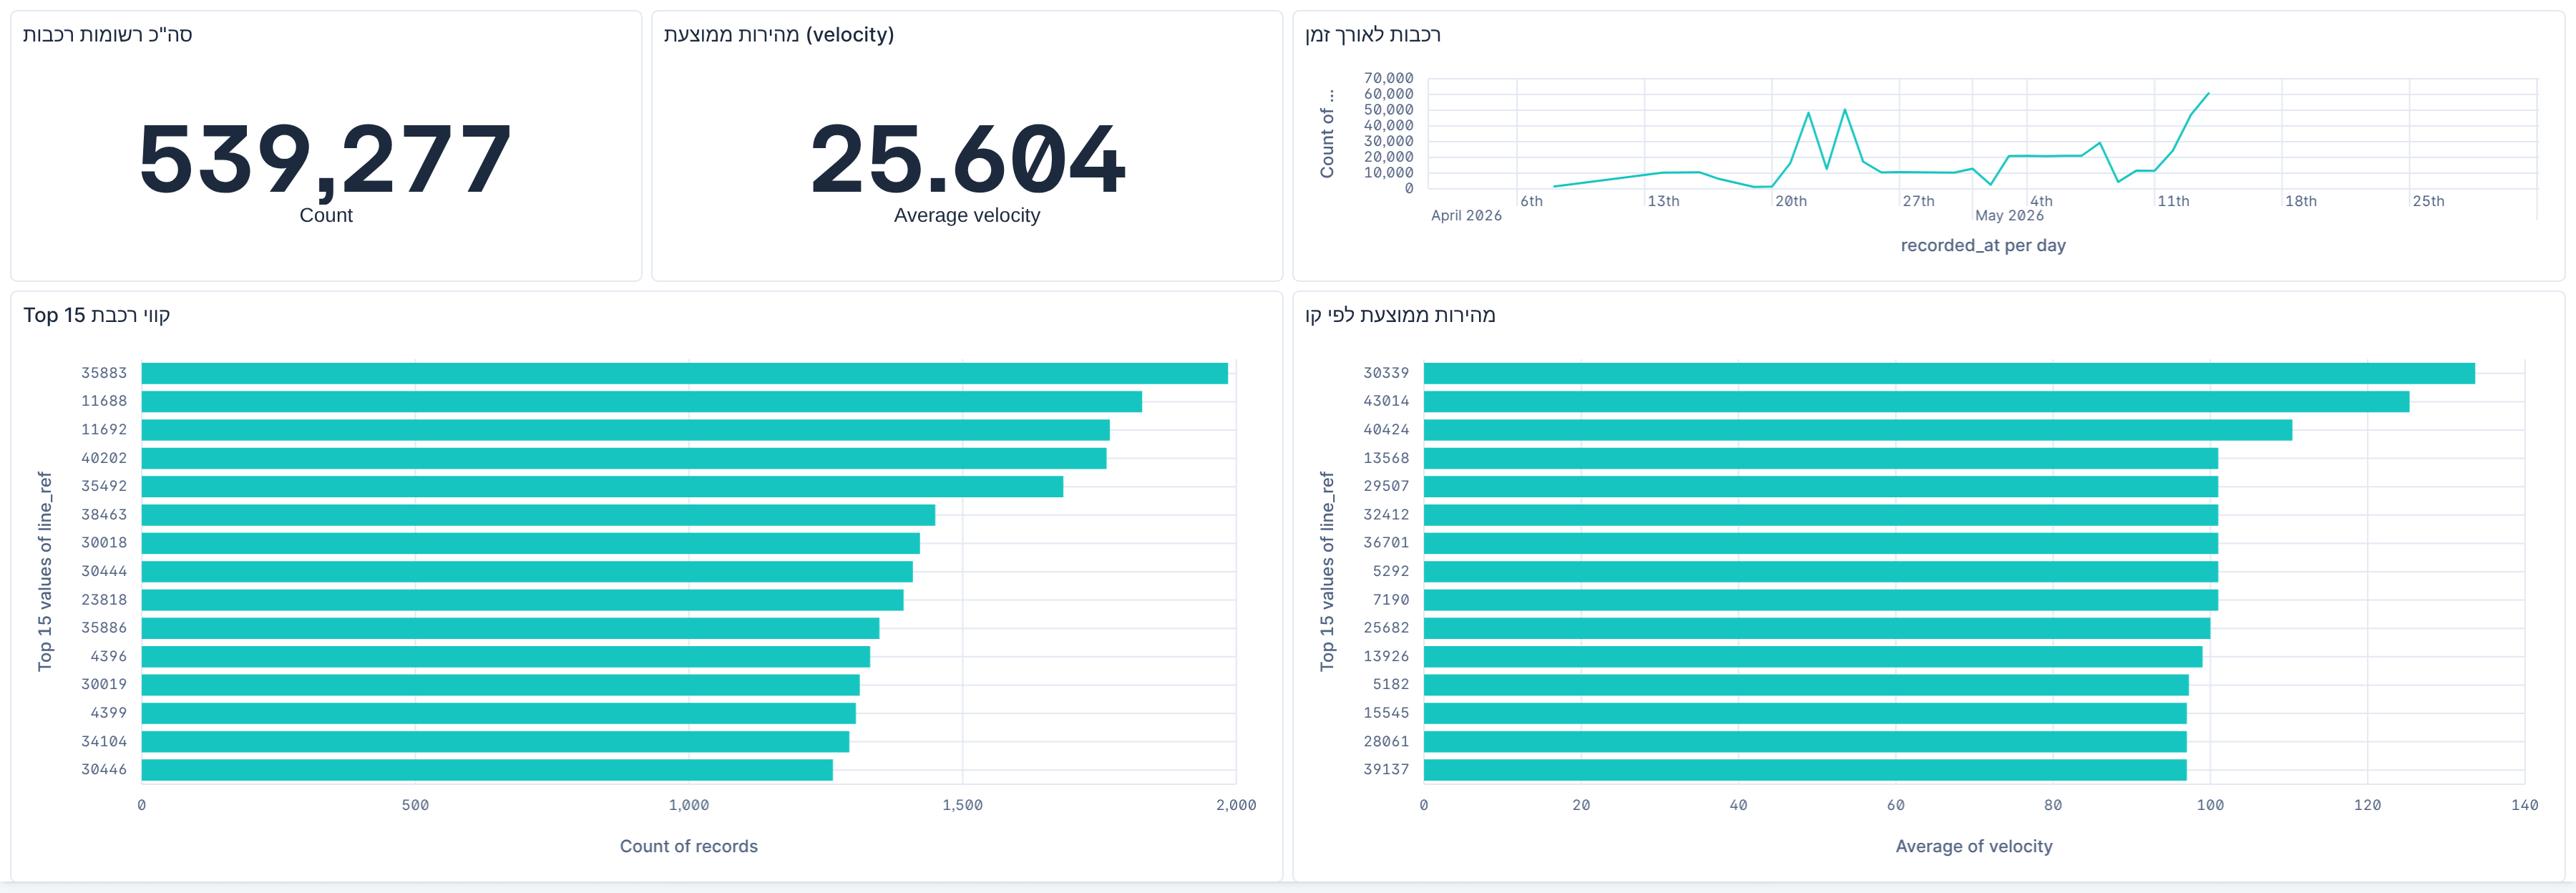 סה"כ רשומות רכבות
539,277
Count
מהירות ממוצעת (velocity)
25.604
Average velocity
רכבות לאורך זמן
Count of ...
70,000
60,000
50,000
40,000
30,000
20,000
10,000
0
6th
13th
20th
27th
4th
11th
18th
25th
April 2026
May 2026
recorded_at per day
Top 15 קווי רכבת
Top 15 values of line_ref
35883
11688
11692
40202
35492
38463
30018
30444
23818
35886
4396
30019
4399
34104
30446
0
500
1,000
1,500
2,000
Count of records
מהירות ממוצעת לפי קו
Top 15 values of line_ref
30339
43014
40424
13568
29507
32412
36701
5292
7190
25682
13926
5182
15545
28061
39137
0
20
40
60
80
100
120
140
Average of velocity